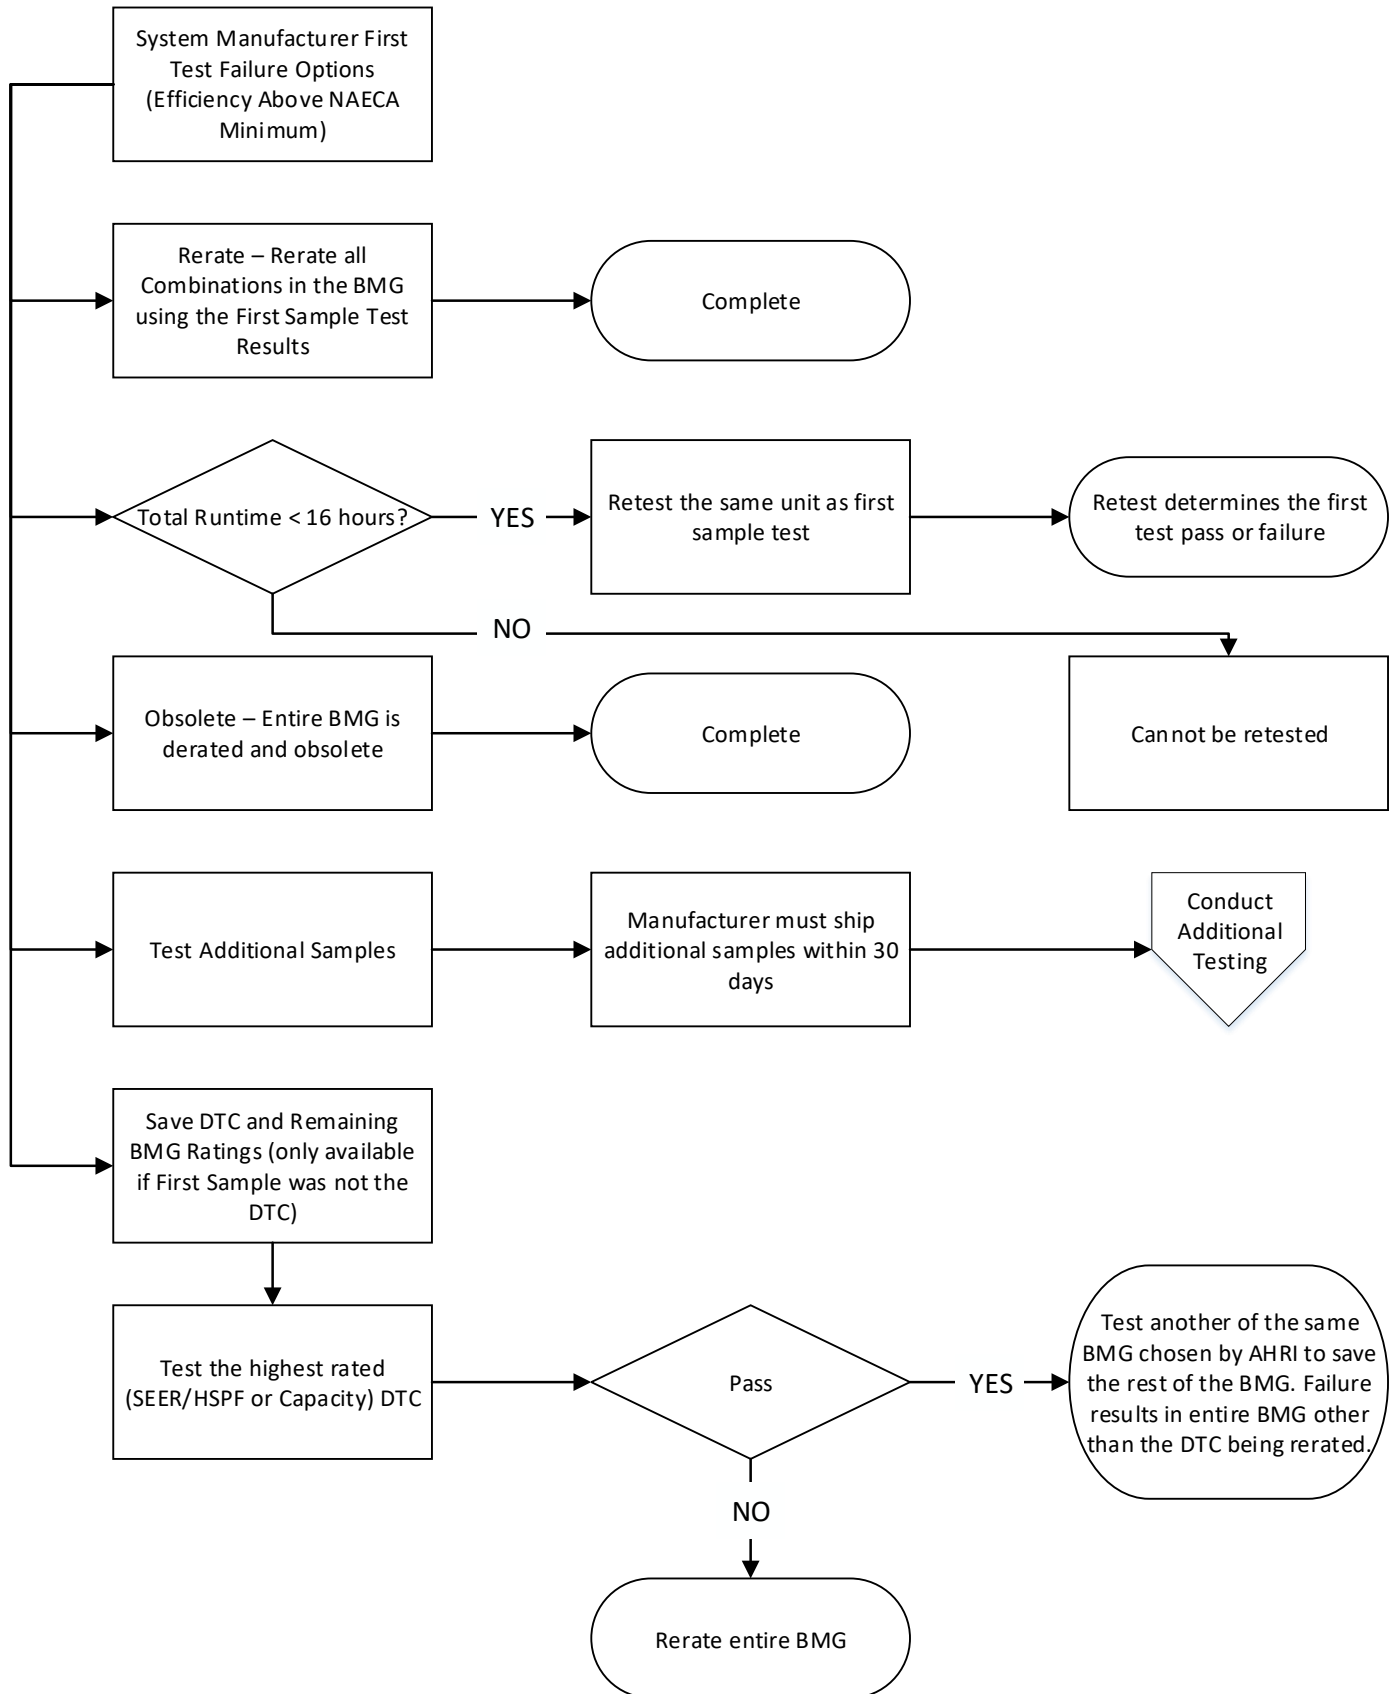 System Manufacturer First
Test Failure Options
(Efficiency Above NAECA
Minimum)
Rerate – Rerate all
Combinations in the BMG
using the First Sample Test
Results
Complete
Total Runtime < 16 hours?
YES
Retest the same unit as first
sample test
Retest determines the first
test pass or failure
NO
Cannot be retested
Obsolete – Entire BMG is
derated and obsolete
Complete
Test Additional Samples
Manufacturer must ship
additional samples within 30
days
Conduct
Additional
Testing
Save DTC and Remaining
BMG Ratings (only available
if First Sample was not the
DTC)
Test the highest rated
(SEER/HSPF or Capacity) DTC
Pass
YES
Test another of the same
BMG chosen by AHRI to save
the rest of the BMG. Failure
results in entire BMG other
than the DTC being rerated.
NO
Rerate entire BMG